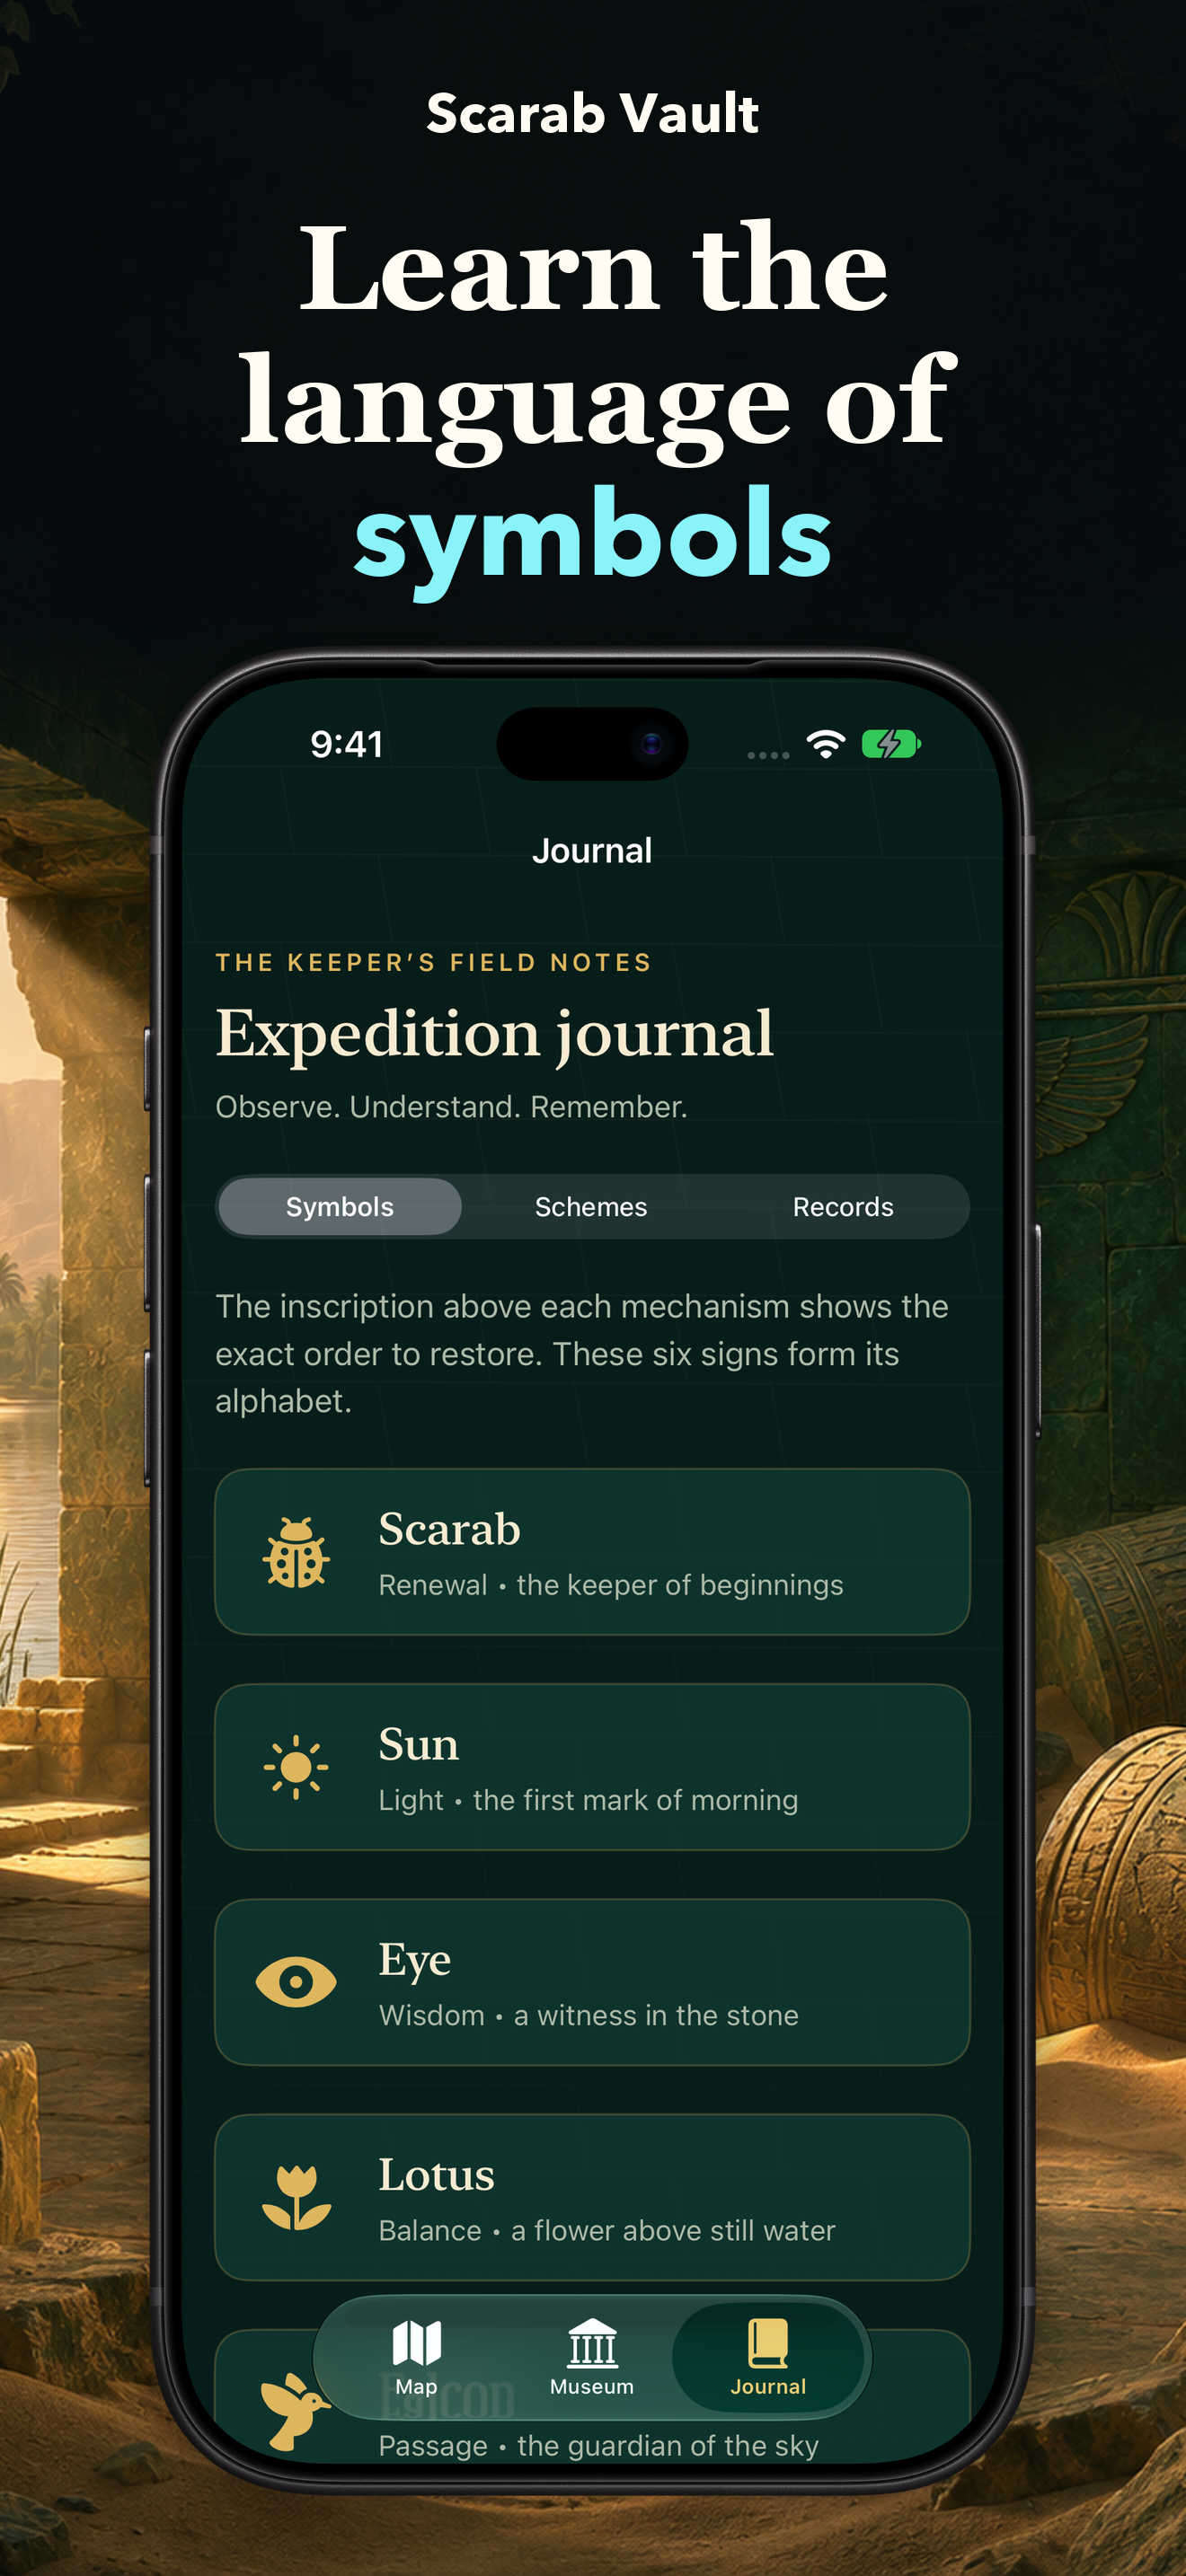 Scarab Vault
Learn the
language of
symbols
9:41
Journal
THE KEEPER’S FIELD NOTES
Expedition journal
Observe. Understand. Remember.
Symbols
Schemes
Records
The inscription above each mechanism shows the
exact order to restore. These six signs form its
alphabet.
Scarab
Renewal • the keeper of beginnings
Sun
Light • the first mark of morning
Eye
Wisdom • a witness in the stone
Lotus
Balance • a flower above still water
Falcon
Passage • the guardian of the sky
Map
Museum
Journal